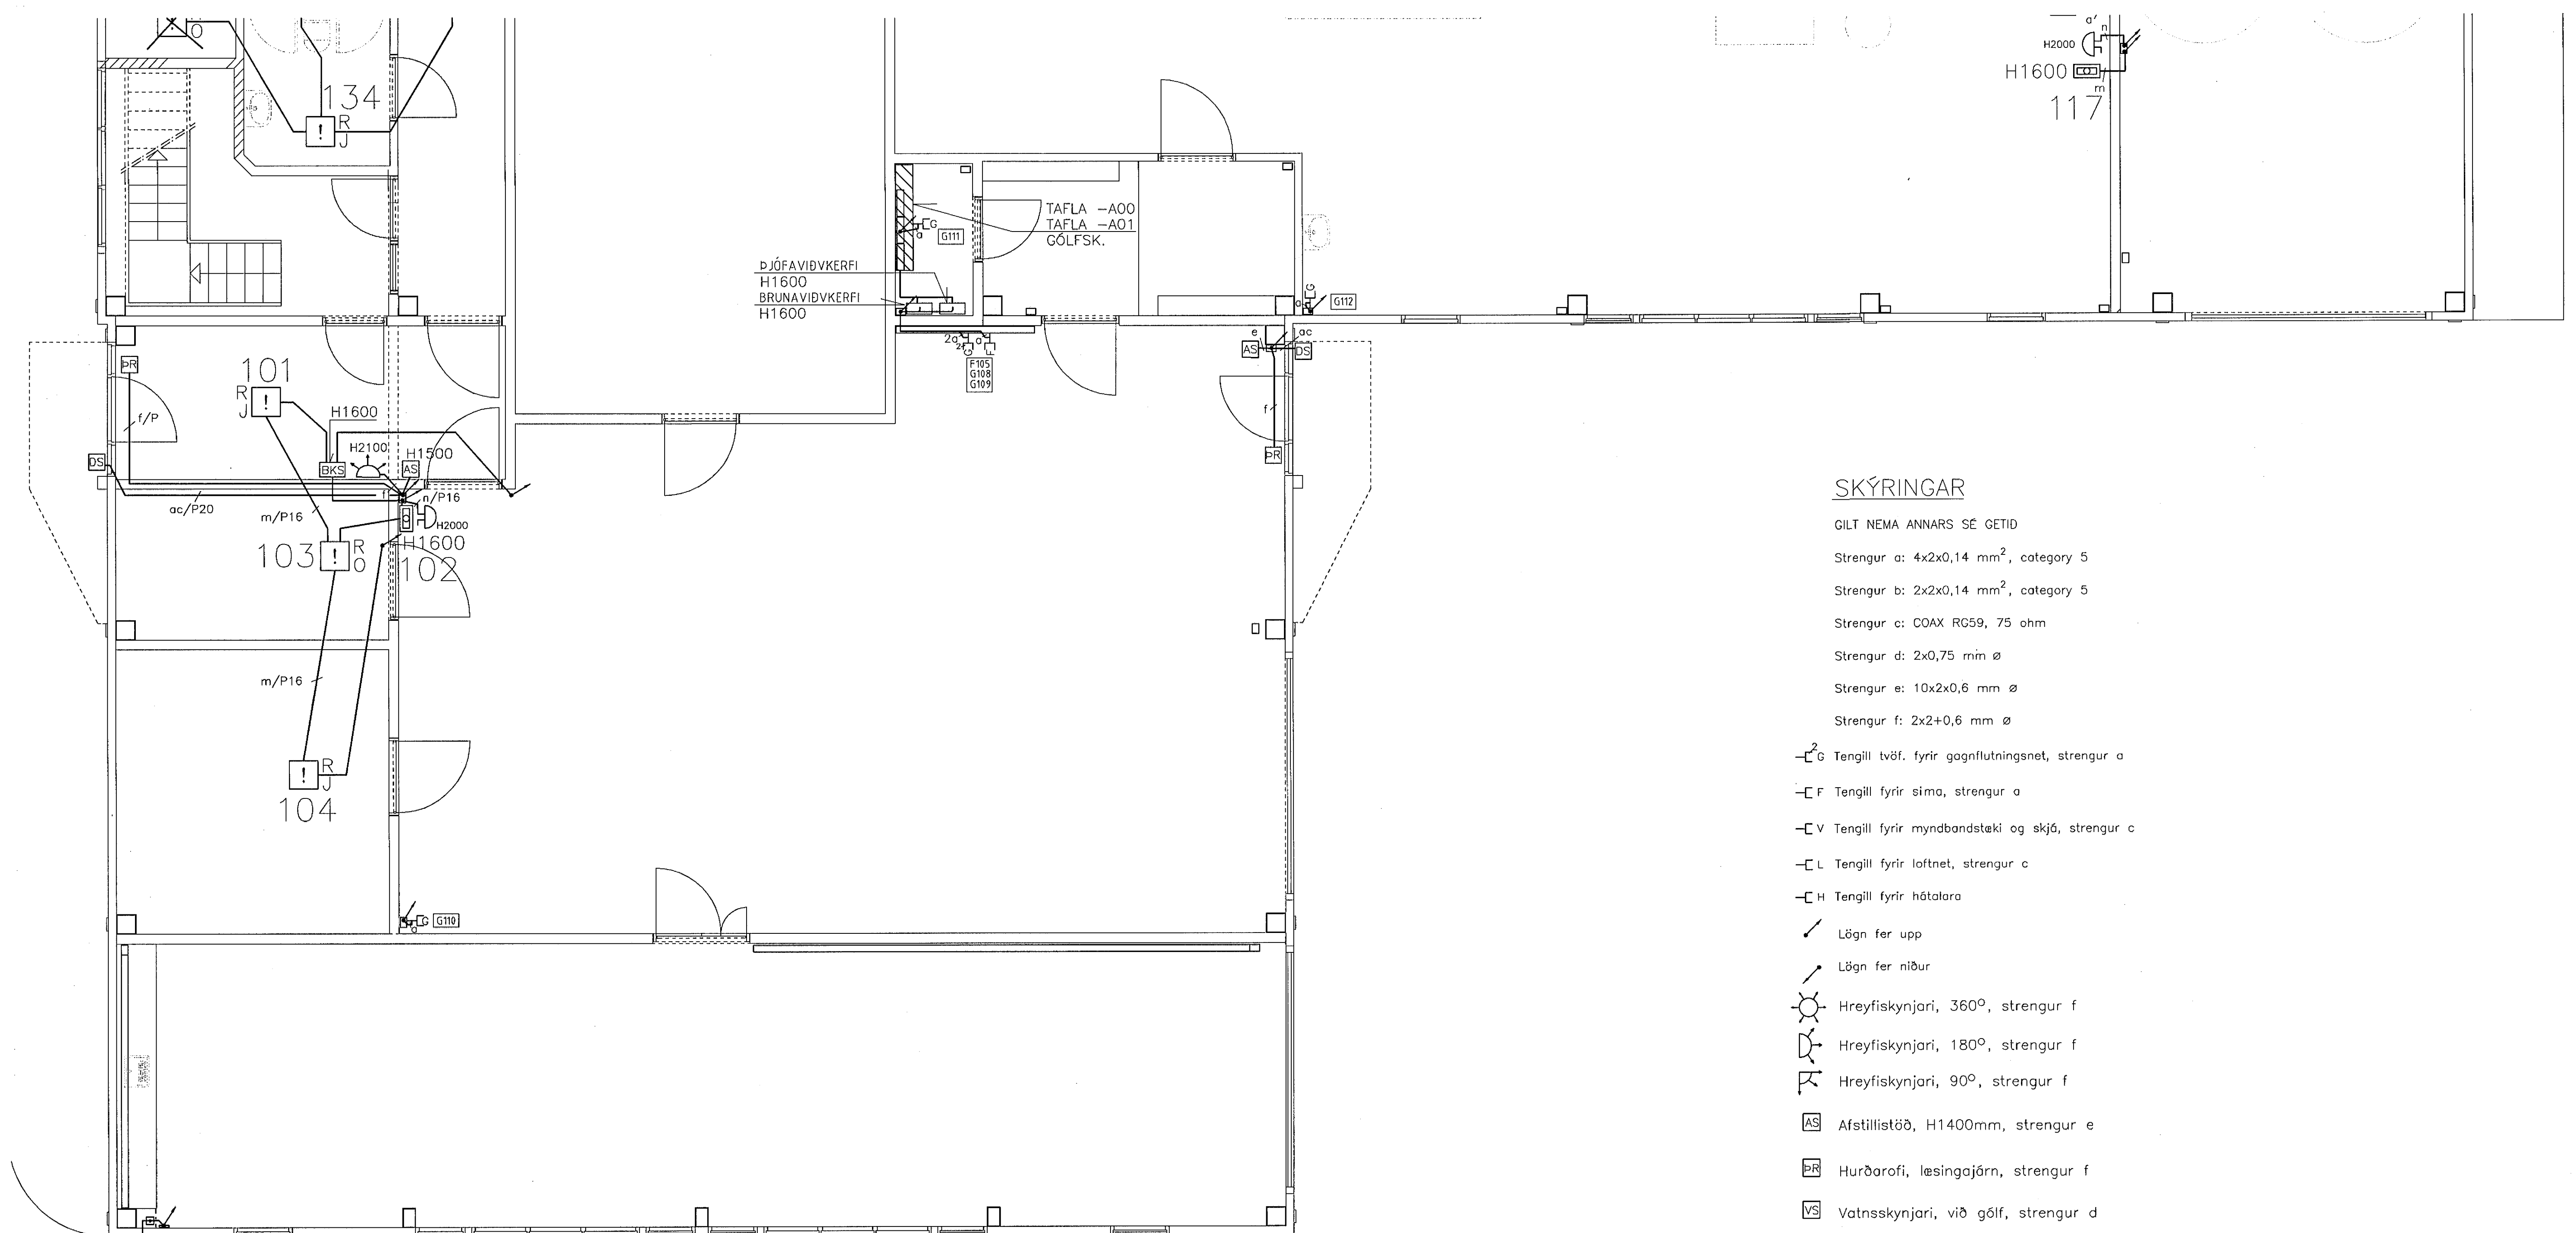 O
134
R
J
H2000
n
a
H1600
m
117
TAFLA -A00
TAFLA -A01
GÓLFSK.
G
a
G111
ÞJÓFAVIÐVKERFI
H1600
BRUNAVIÐVKERFI
H1600
G
a
G112
2a
2f
G
a
F
F105
G108
G109
e
ac
AS
DS
f
ÞR
ÞR
f/P
101
R
J
H1600
BKS
H2100
H1500
AS
DS
ac/P20
f
n/P16
m/P16
H2000
H1600
103
R
O
102
m/P16
R
J
104
G
a
G110
SKÝRINGAR
GILT NEMA ANNARS SÉ GETIÐ
Strengur a: 4x2x0,14 mm², category 5
Strengur b: 2x2x0,14 mm², category 5
Strengur c: COAX RG59, 75 ohm
Strengur d: 2x0,75 mm ø
Strengur e: 10x2x0,6 mm ø
Strengur f: 2x2+0,6 mm ø
2 G Tengill tvöf. fyrir gagnflutningsnet, strengur a
F Tengill fyrir sima, strengur a
V Tengill fyrir myndbandstæki og skjá, strengur c
L Tengill fyrir loftnet, strengur c
H Tengill fyrir hátalara
Lögn fer upp
Lögn fer niður
Hreyfiskynjari, 360°, strengur f
Hreyfiskynjari, 180°, strengur f
Hreyfiskynjari, 90°, strengur f
AS Afstillistöð, H1400mm, strengur e
ÞR Hurðarofi, læsingajárn, strengur f
VS Vatnsskynjari, við gólf, strengur d